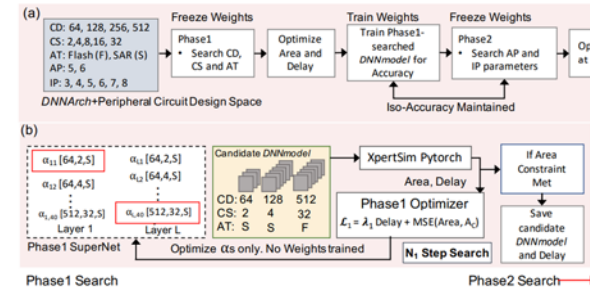 (a)
CD: 64, 128, 256, 512
CS: 2,4,8,16, 32
AT: Flash (F), SAR (S)
AP: 5, 6
IP: 3, 4, 5, 6, 7, 8
DNNArch+Peripheral Circuit Design Space
Freeze Weights
Phase1
• Search CD,
CS and AT
Optimize
Area and
Delay
Train Weights
Train Phase1-
searched
DNNmodel for
Accuracy
Freeze Weights
Phase2
• Search AP and
IP parameters
Iso-Accuracy Maintained
Op
at
(b)
α₁₁ [64,2,S]
α₁₂ [64,4,S]
α₁,₄₀ [512,32,S]
Layer 1
αL₁ [64,2,S]
αL₂ [64,4,S]
αL,₄₀ [512,32,S]
Layer L
Phase1 SuperNet
Candidate DNNmodel
CD: 64 128 512
CS: 2 4 32
AT: S S F
XpertSim Pytorch
Area, Delay
Phase1 Optimizer
ℒ₁ = λ₁ Delay + MSE(Area, A_C)
N₁ Step Search
If Area
Constraint
Met
Save
candidate
DNNmodel
and Delay
Optimize αs only. No Weights trained
Phase1 Search
Phase2 Search